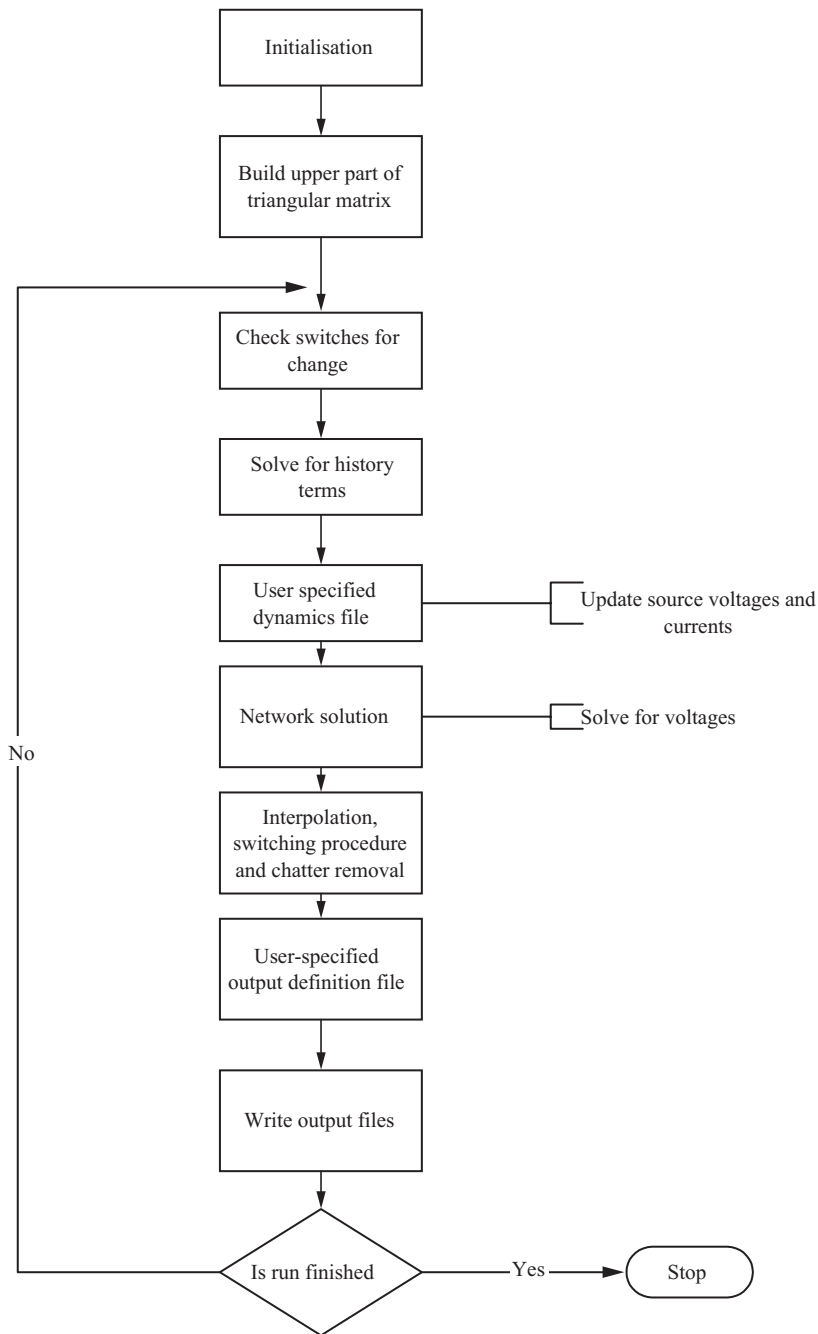 Initialisation
Build upper part of
triangular matrix
Check switches for
change
Solve for history
terms
User specified
dynamics file
Update source voltages and
currents
Network solution
Solve for voltages
No
Interpolation,
switching procedure
and chatter removal
User-specified
output definition file
Write output files
Is run finished
Yes
Stop